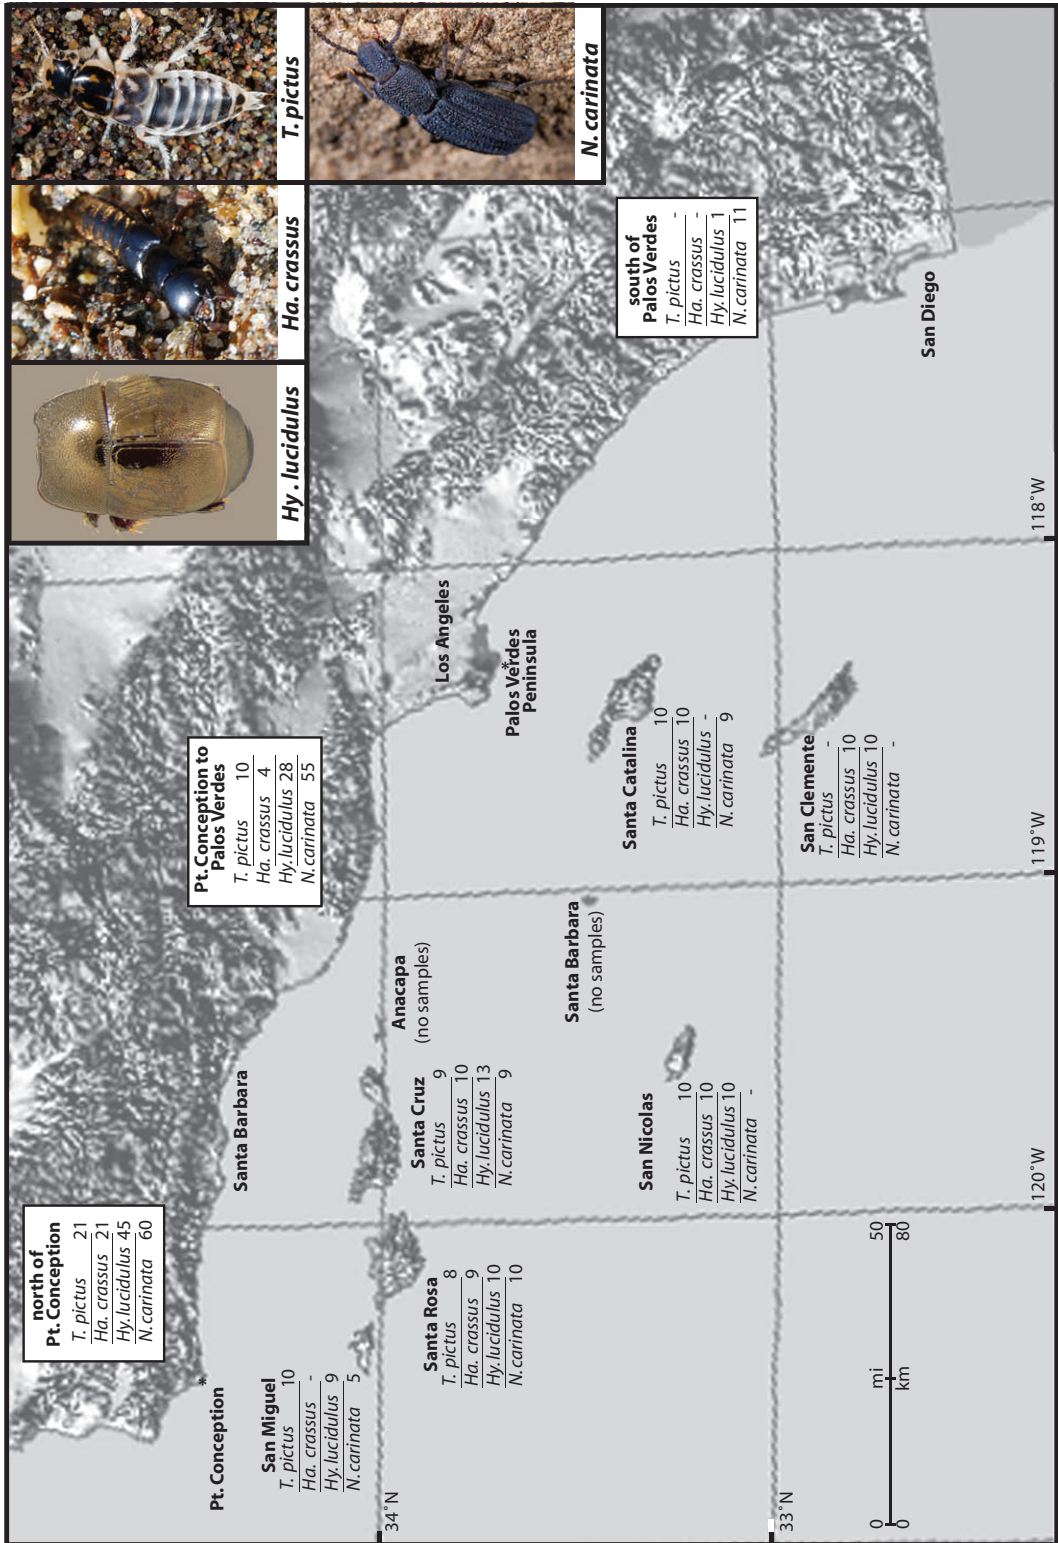 north of
Pt. Conception
T. pictus 21
Ha. crassus 21
Hy. lucidulus 45
N. carinata 60
Pt. Conception to
Palos Verdes
T. pictus 10
Ha. crassus 4
Hy. lucidulus 28
N. carinata 55
south of
Palos Verdes
T. pictus -
Ha. crassus -
Hy. lucidulus 1
N. carinata 11
Hy. lucidulus
Ha. crassus
T. pictus
N. carinata
Pt. Conception
*
Santa Barbara
Los Angeles
Palos Verdes
Peninsula
*
San Diego
San Miguel
T. pictus 10
Ha. crassus -
Hy. lucidulus 9
N. carinata 5
Santa Rosa
T. pictus 8
Ha. crassus 9
Hy. lucidulus 10
N. carinata 10
Santa Cruz
T. pictus 9
Ha. crassus 10
Hy. lucidulus 13
N. carinata 9
Anacapa
(no samples)
Santa Barbara
(no samples)
San Nicolas
T. pictus 10
Ha. crassus 10
Hy. lucidulus 10
N. carinata -
Santa Catalina
T. pictus 10
Ha. crassus 10
Hy. lucidulus -
N. carinata 9
San Clemente
T. pictus -
Ha. crassus 10
Hy. lucidulus 10
N. carinata -
34°N
33°N
0 mi 50
0 km 80
120°W
119°W
118°W